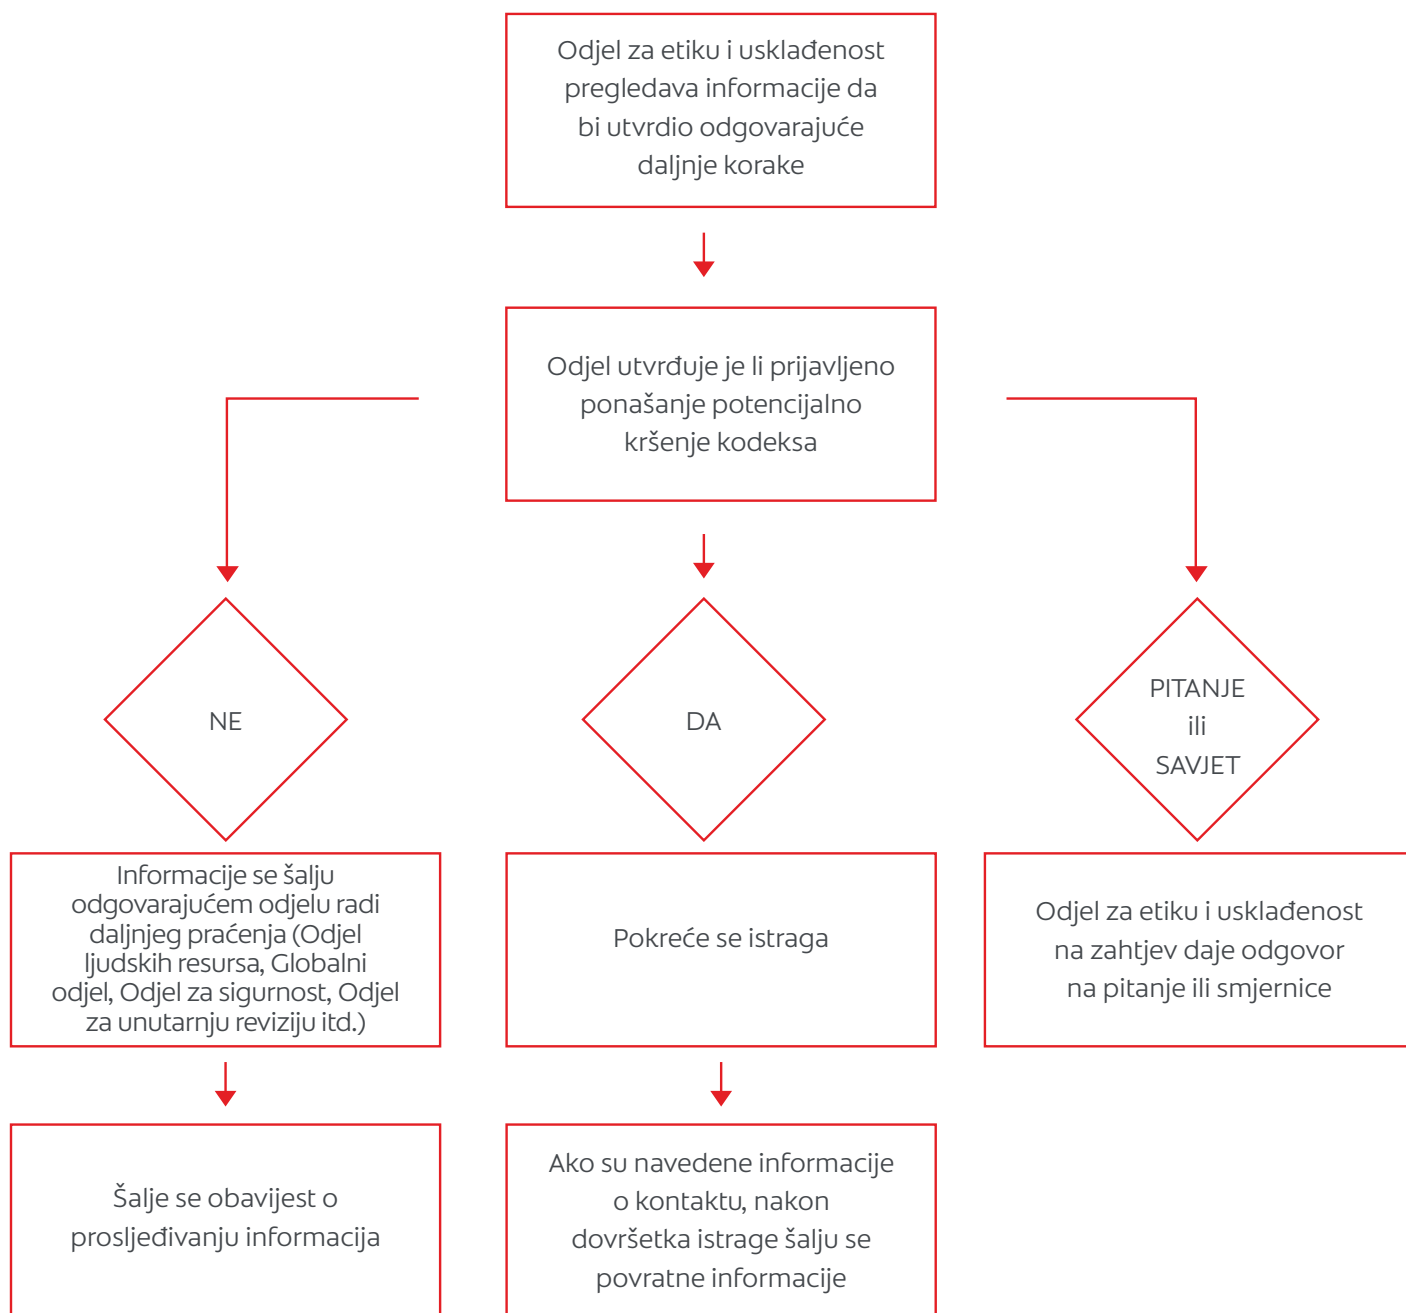 Odjel za etiku i usklađenost
pregledava informacije da
bi utvrdio odgovarajuće
daljnje korake
Odjel utvrđuje je li prijavljeno
ponašanje potencijalno
kršenje kodeksa
NE
DA
PITANJE
ili
SAVJET
Informacije se šalju
odgovarajućem odjelu radi
daljnjeg praćenja (Odjel
ljudskih resursa, Globalni
odjel, Odjel za sigurnost, Odjel
za unutarnju reviziju itd.)
Pokreće se istraga
Odjel za etiku i usklađenost
na zahtjev daje odgovor
na pitanje ili smjernice
Šalje se obavijest o
prosljeđivanju informacija
Ako su navedene informacije
o kontaktu, nakon
dovršetka istrage šalju se
povratne informacije